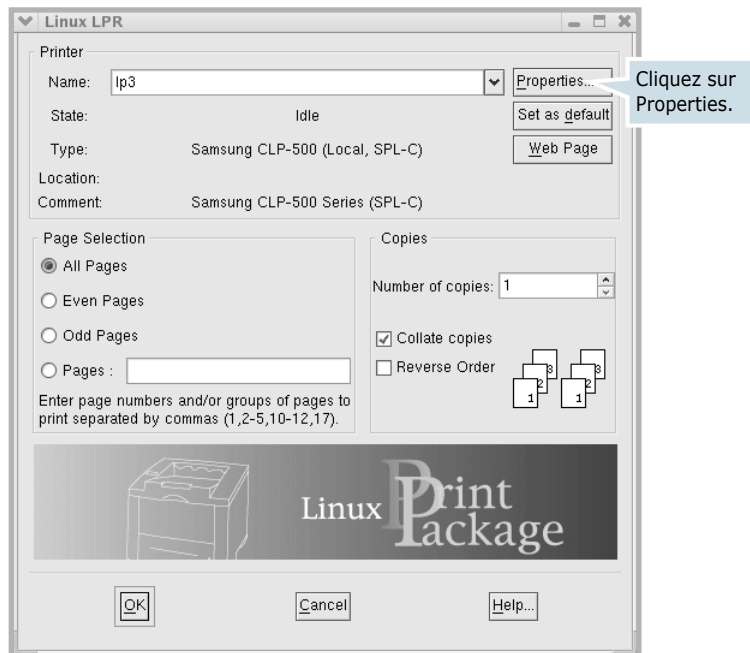 Linux LPR
Printer
Name: lp3
Properties...
Cliquez sur
Properties.
State: Idle
Set as default
Type: Samsung CLP-500 (Local, SPL-C)
Web Page
Location:
Comment: Samsung CLP-500 Series (SPL-C)
Page Selection
All Pages
Even Pages
Odd Pages
Pages :
Enter page numbers and/or groups of pages to
print separated by commas (1,2-5,10-12,17).
Copies
Number of copies: 1
Collate copies
Reverse Order
1 2 3 1 2 3
Linux Print
Package
OK
Cancel
Help...